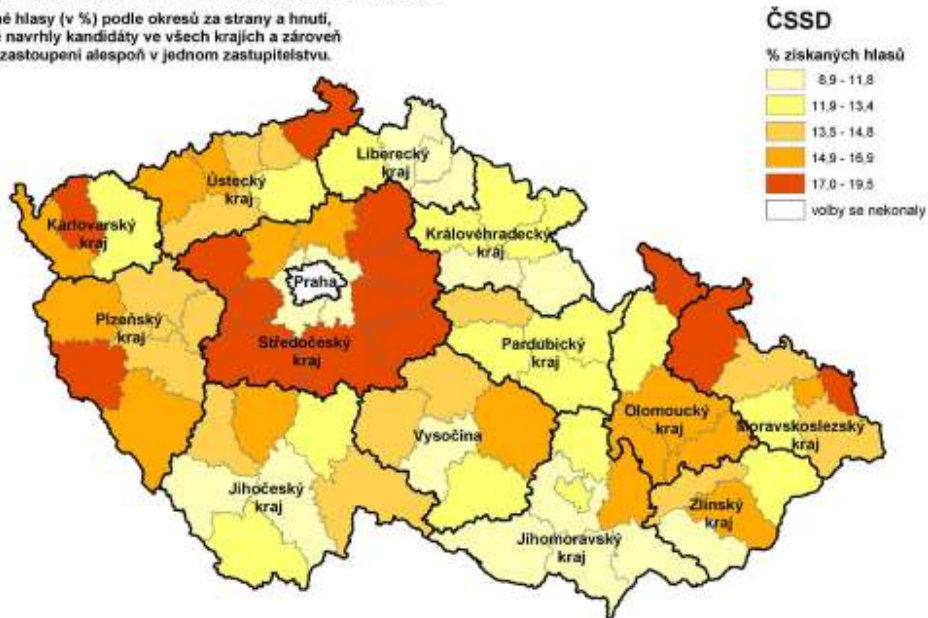 né hlasy (v %) podle okresů za strany a hnutí,
é navrhly kandidáty ve všech krajích a zároveň
zastoupení alespoň v jednom zastupitelstvu.
ČSSD
% získaných hlasů
8,9 - 11,8
11,9 - 13,4
13,5 - 14,8
14,9 - 16,9
17,0 - 19,5
volby se nekonaly
Liberecký
kraj
Ústecký
kraj
Karlovarský
kraj
Královéhradecký
kraj
Praha
Plzeňský
kraj
Středočeský
kraj
Pardubický
kraj
Olomoucký
kraj
Moravskoslezský
kraj
Vysočina
Jihočeský
kraj
Zlínský
kraj
Jihomoravský
kraj